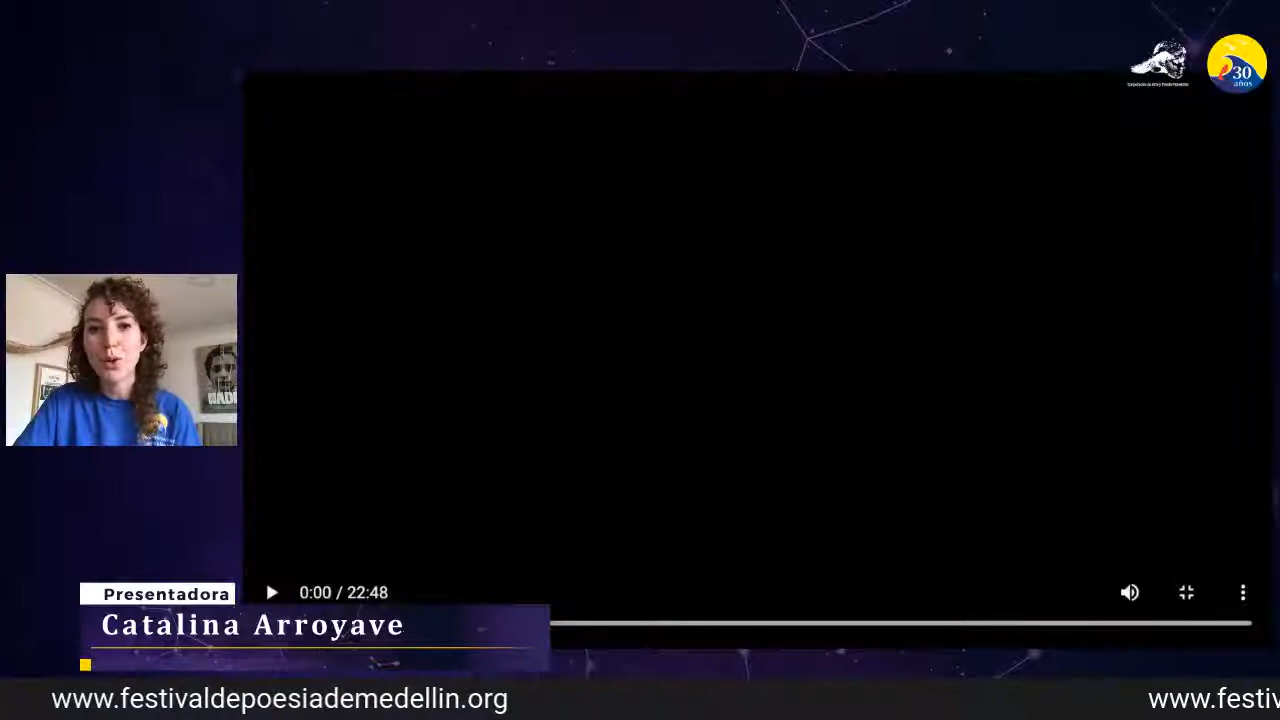 30
años
Presentadora
0:00 / 22:48
Catalina Arroyave
www.festivaldepoesiademedellin.org
www.festiv